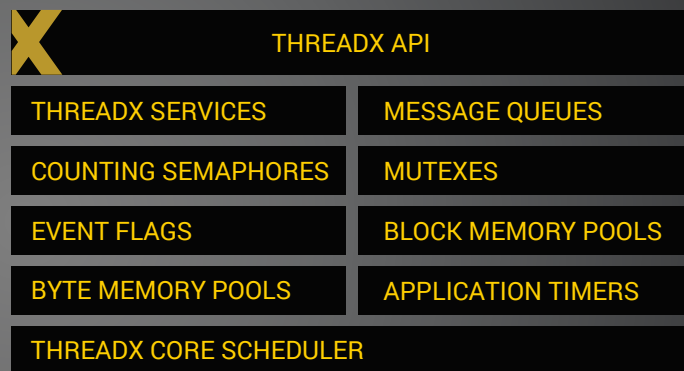 THREADX API
THREADX SERVICES
MESSAGE QUEUES
COUNTING SEMAPHORES
MUTEXES
EVENT FLAGS
BLOCK MEMORY POOLS
BYTE MEMORY POOLS
APPLICATION TIMERS
THREADX CORE SCHEDULER